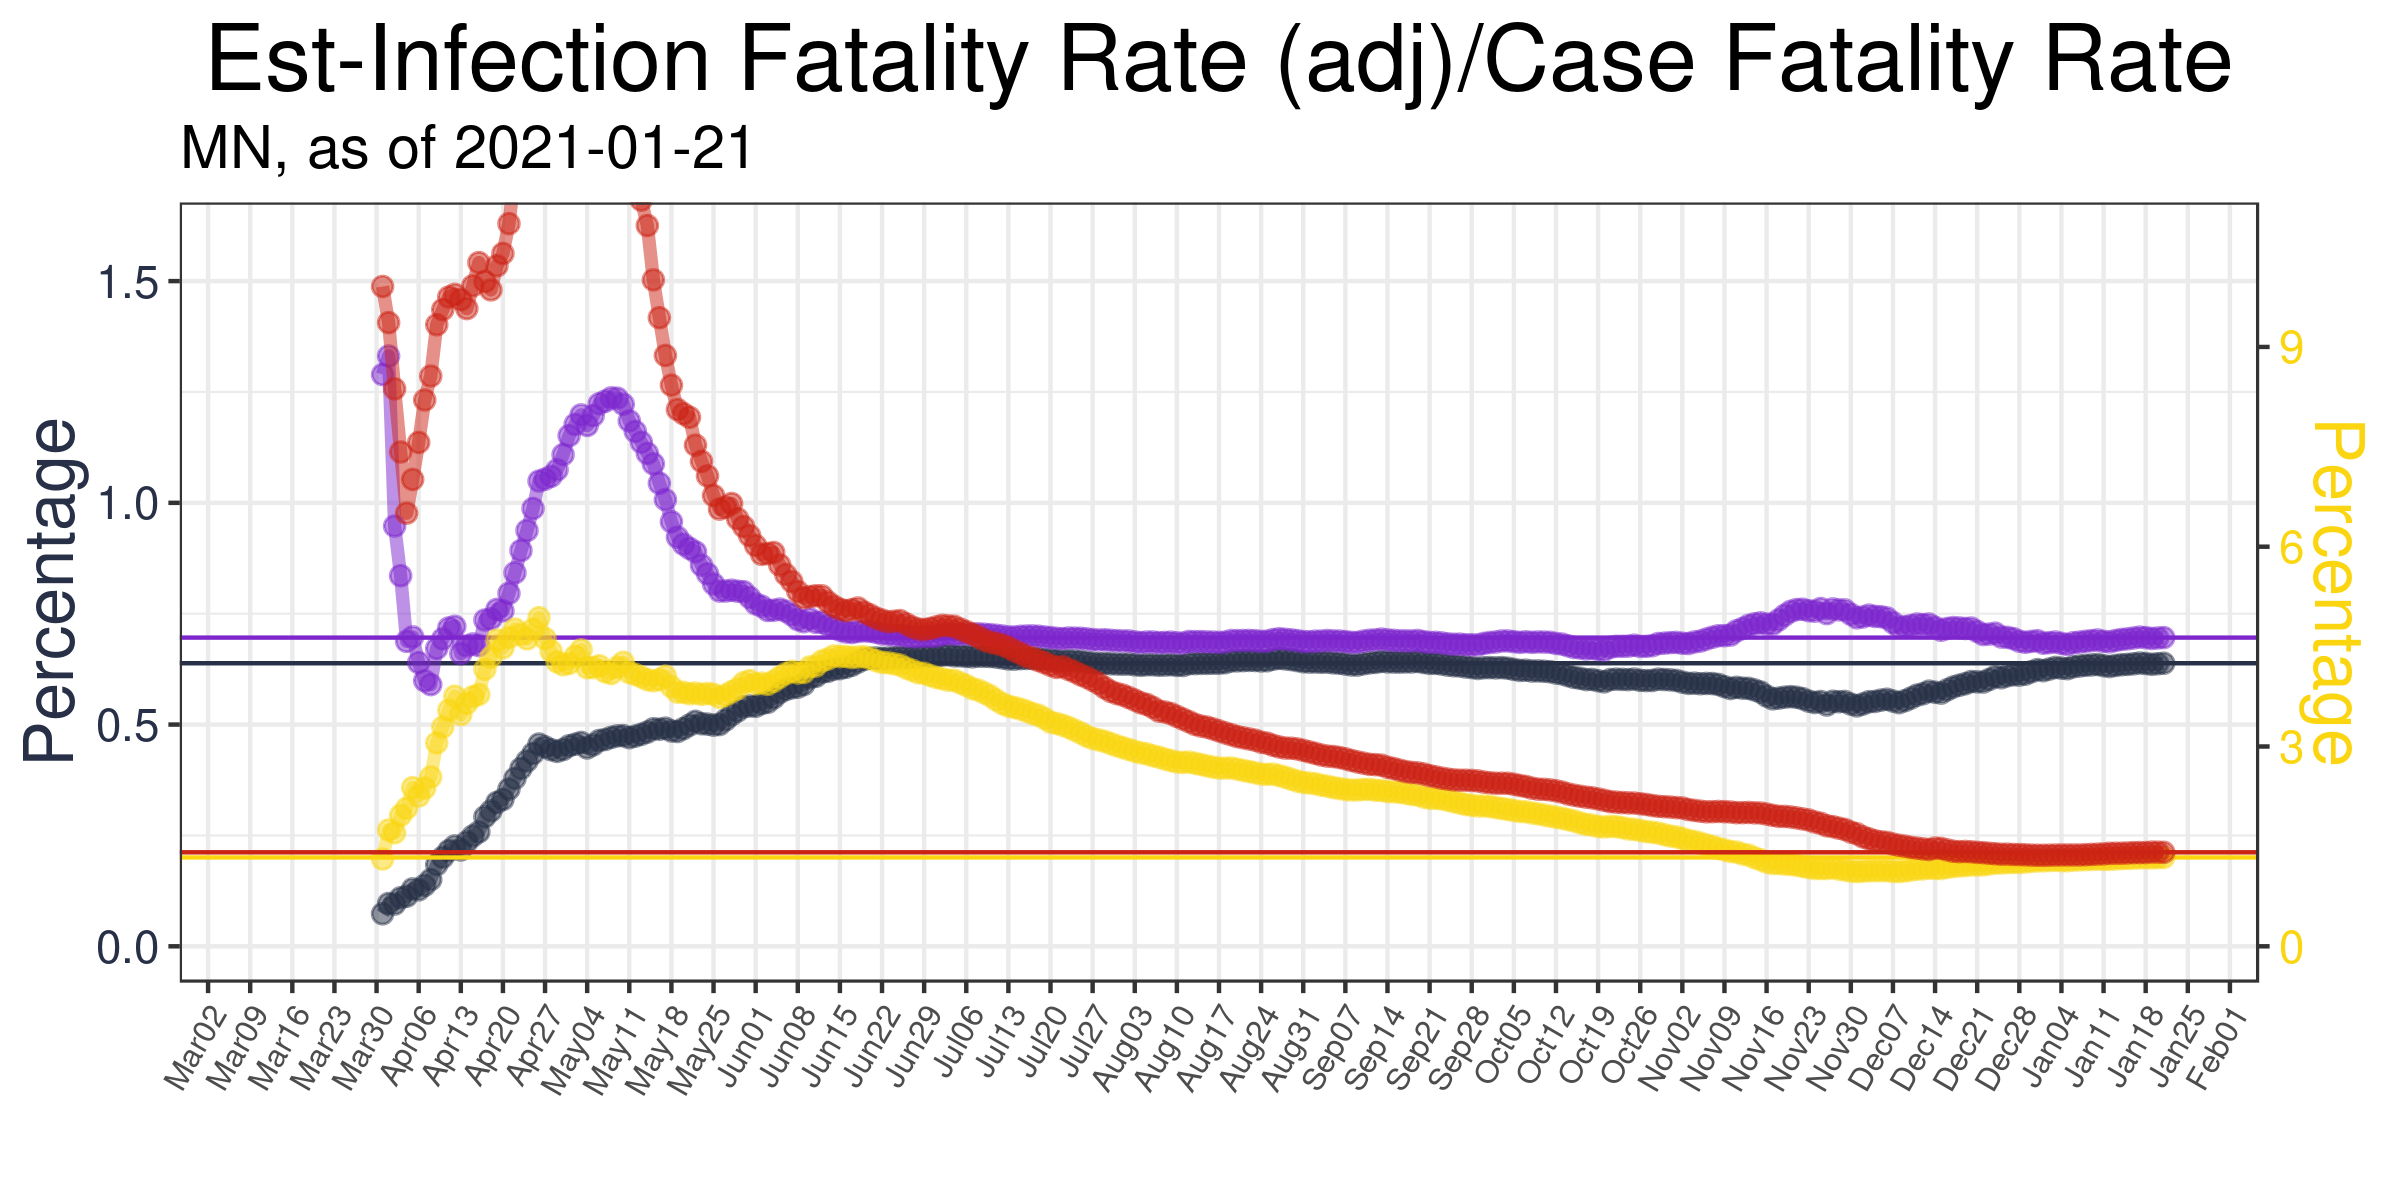 Est-Infection Fatality Rate (adj)/Case Fatality Rate
MN, as of 2021-01-21
Percentage
1.5
1.0
0.5
0.0
9
6
3
0
Percentage
Mar02
Mar09
Mar16
Mar23
Mar30
Apr06
Apr13
Apr20
Apr27
May04
May11
May18
May25
Jun01
Jun08
Jun15
Jun22
Jun29
Jul06
Jul13
Jul20
Jul27
Aug03
Aug10
Aug17
Aug24
Aug31
Sep07
Sep14
Sep21
Sep28
Oct05
Oct12
Oct19
Oct26
Nov02
Nov09
Nov16
Nov23
Nov30
Dec07
Dec14
Dec21
Dec28
Jan04
Jan11
Jan18
Jan25
Feb01